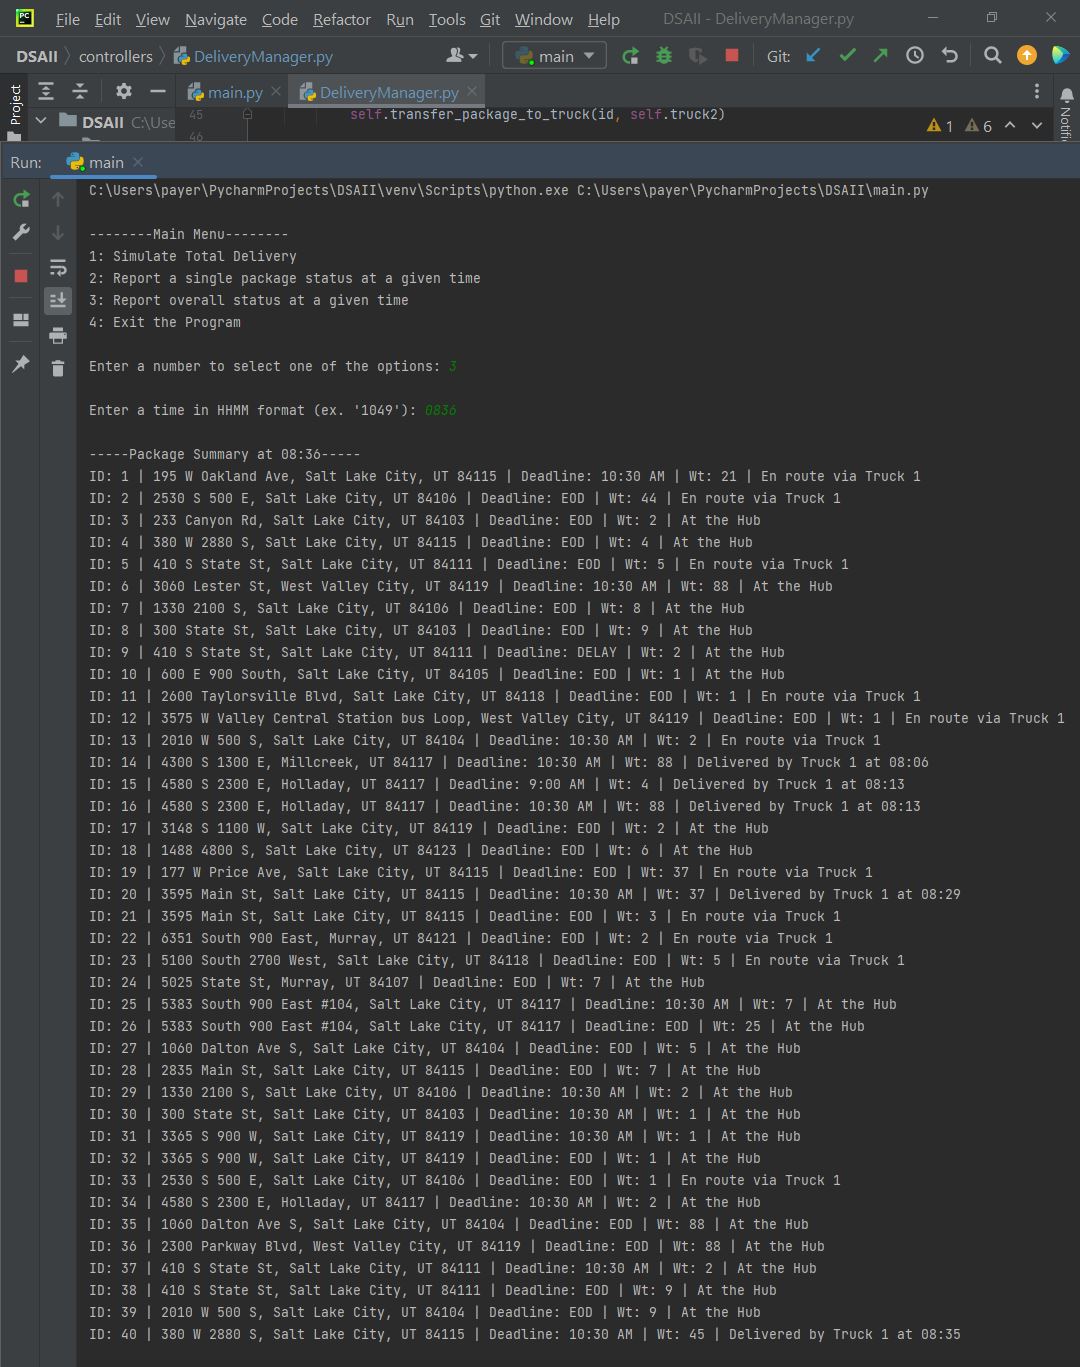 PC File Edit View Navigate Code Refactor Run Tools Git Window Help DSAII - DeliveryManager.py
DSAII controllers DeliveryManager.py main Git:
Project main.py DeliveryManager.py
DSAII C:\Use 45 self.transfer_package_to_truck(id, self.truck2)
46 1 6 Notifi
Run: main
C:\Users\payer\PycharmProjects\DSAII\venv\Scripts\python.exe C:\Users\payer\PycharmProjects\DSAII\main.py
--------Main Menu--------
1: Simulate Total Delivery
2: Report a single package status at a given time
3: Report overall status at a given time
4: Exit the Program
Enter a number to select one of the options: 3
Enter a time in HHMM format (ex. '1049'): 0836
-----Package Summary at 08:36-----
ID: 1 | 195 W Oakland Ave, Salt Lake City, UT 84115 | Deadline: 10:30 AM | Wt: 21 | En route via Truck 1
ID: 2 | 2530 S 500 E, Salt Lake City, UT 84106 | Deadline: EOD | Wt: 44 | En route via Truck 1
ID: 3 | 233 Canyon Rd, Salt Lake City, UT 84103 | Deadline: EOD | Wt: 2 | At the Hub
ID: 4 | 380 W 2880 S, Salt Lake City, UT 84115 | Deadline: EOD | Wt: 4 | At the Hub
ID: 5 | 410 S State St, Salt Lake City, UT 84111 | Deadline: EOD | Wt: 5 | En route via Truck 1
ID: 6 | 3060 Lester St, West Valley City, UT 84119 | Deadline: 10:30 AM | Wt: 88 | At the Hub
ID: 7 | 1330 2100 S, Salt Lake City, UT 84106 | Deadline: EOD | Wt: 8 | At the Hub
ID: 8 | 300 State St, Salt Lake City, UT 84103 | Deadline: EOD | Wt: 9 | At the Hub
ID: 9 | 410 S State St, Salt Lake City, UT 84111 | Deadline: DELAY | Wt: 2 | At the Hub
ID: 10 | 600 E 900 South, Salt Lake City, UT 84105 | Deadline: EOD | Wt: 1 | At the Hub
ID: 11 | 2600 Taylorsville Blvd, Salt Lake City, UT 84118 | Deadline: EOD | Wt: 1 | En route via Truck 1
ID: 12 | 3575 W Valley Central Station bus Loop, West Valley City, UT 84119 | Deadline: EOD | Wt: 1 | En route via Truck 1
ID: 13 | 2010 W 500 S, Salt Lake City, UT 84104 | Deadline: 10:30 AM | Wt: 2 | En route via Truck 1
ID: 14 | 4300 S 1300 E, Millcreek, UT 84117 | Deadline: 10:30 AM | Wt: 88 | Delivered by Truck 1 at 08:06
ID: 15 | 4580 S 2300 E, Holladay, UT 84117 | Deadline: 9:00 AM | Wt: 4 | Delivered by Truck 1 at 08:13
ID: 16 | 4580 S 2300 E, Holladay, UT 84117 | Deadline: 10:30 AM | Wt: 88 | Delivered by Truck 1 at 08:13
ID: 17 | 3148 S 1100 W, Salt Lake City, UT 84119 | Deadline: EOD | Wt: 2 | At the Hub
ID: 18 | 1488 4800 S, Salt Lake City, UT 84123 | Deadline: EOD | Wt: 6 | At the Hub
ID: 19 | 177 W Price Ave, Salt Lake City, UT 84115 | Deadline: EOD | Wt: 37 | En route via Truck 1
ID: 20 | 3595 Main St, Salt Lake City, UT 84115 | Deadline: 10:30 AM | Wt: 37 | Delivered by Truck 1 at 08:29
ID: 21 | 3595 Main St, Salt Lake City, UT 84115 | Deadline: EOD | Wt: 3 | En route via Truck 1
ID: 22 | 6351 South 900 East, Murray, UT 84121 | Deadline: EOD | Wt: 2 | En route via Truck 1
ID: 23 | 5100 South 2700 West, Salt Lake City, UT 84118 | Deadline: EOD | Wt: 5 | En route via Truck 1
ID: 24 | 5025 State St, Murray, UT 84107 | Deadline: EOD | Wt: 7 | At the Hub
ID: 25 | 5383 South 900 East #104, Salt Lake City, UT 84117 | Deadline: 10:30 AM | Wt: 7 | At the Hub
ID: 26 | 5383 South 900 East #104, Salt Lake City, UT 84117 | Deadline: EOD | Wt: 25 | At the Hub
ID: 27 | 1060 Dalton Ave S, Salt Lake City, UT 84104 | Deadline: EOD | Wt: 5 | At the Hub
ID: 28 | 2835 Main St, Salt Lake City, UT 84115 | Deadline: EOD | Wt: 7 | At the Hub
ID: 29 | 1330 2100 S, Salt Lake City, UT 84106 | Deadline: 10:30 AM | Wt: 2 | At the Hub
ID: 30 | 300 State St, Salt Lake City, UT 84103 | Deadline: 10:30 AM | Wt: 1 | At the Hub
ID: 31 | 3365 S 900 W, Salt Lake City, UT 84119 | Deadline: 10:30 AM | Wt: 1 | At the Hub
ID: 32 | 3365 S 900 W, Salt Lake City, UT 84119 | Deadline: EOD | Wt: 1 | At the Hub
ID: 33 | 2530 S 500 E, Salt Lake City, UT 84106 | Deadline: EOD | Wt: 1 | En route via Truck 1
ID: 34 | 4580 S 2300 E, Holladay, UT 84117 | Deadline: 10:30 AM | Wt: 2 | At the Hub
ID: 35 | 1060 Dalton Ave S, Salt Lake City, UT 84104 | Deadline: EOD | Wt: 88 | At the Hub
ID: 36 | 2300 Parkway Blvd, West Valley City, UT 84119 | Deadline: EOD | Wt: 88 | At the Hub
ID: 37 | 410 S State St, Salt Lake City, UT 84111 | Deadline: 10:30 AM | Wt: 2 | At the Hub
ID: 38 | 410 S State St, Salt Lake City, UT 84111 | Deadline: EOD | Wt: 9 | At the Hub
ID: 39 | 2010 W 500 S, Salt Lake City, UT 84104 | Deadline: EOD | Wt: 9 | At the Hub
ID: 40 | 380 W 2880 S, Salt Lake City, UT 84115 | Deadline: 10:30 AM | Wt: 45 | Delivered by Truck 1 at 08:35